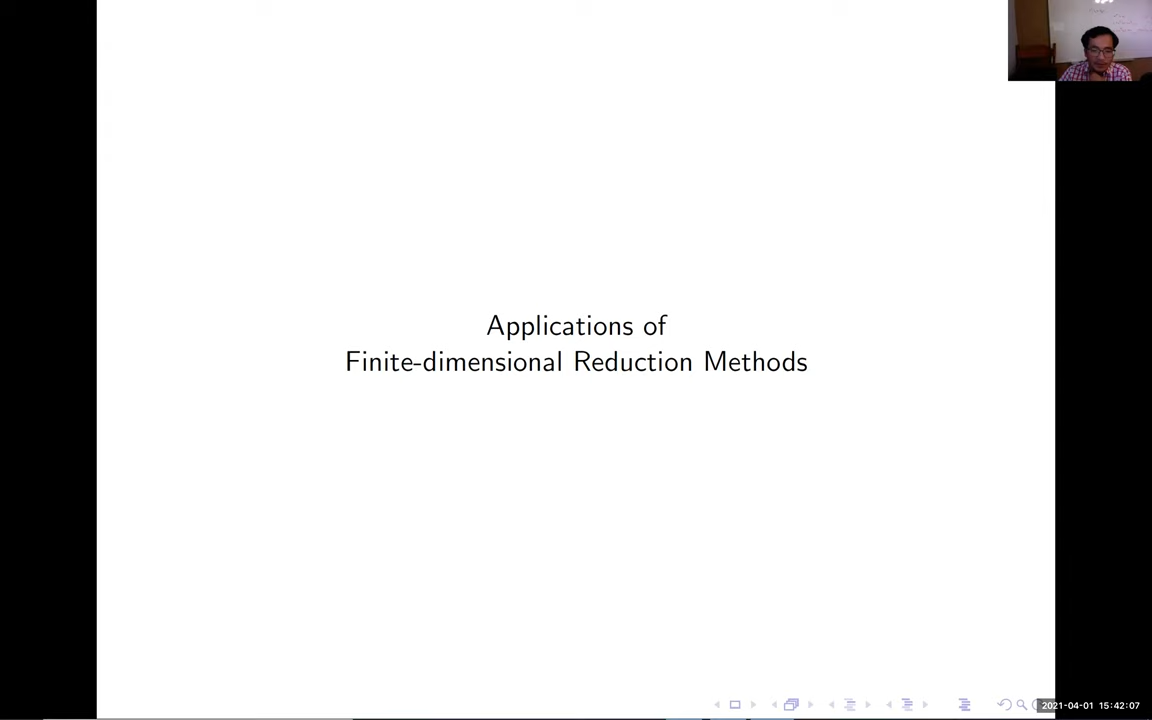 Applications of
Finite-dimensional Reduction Methods
2021-04-01 15:42:07